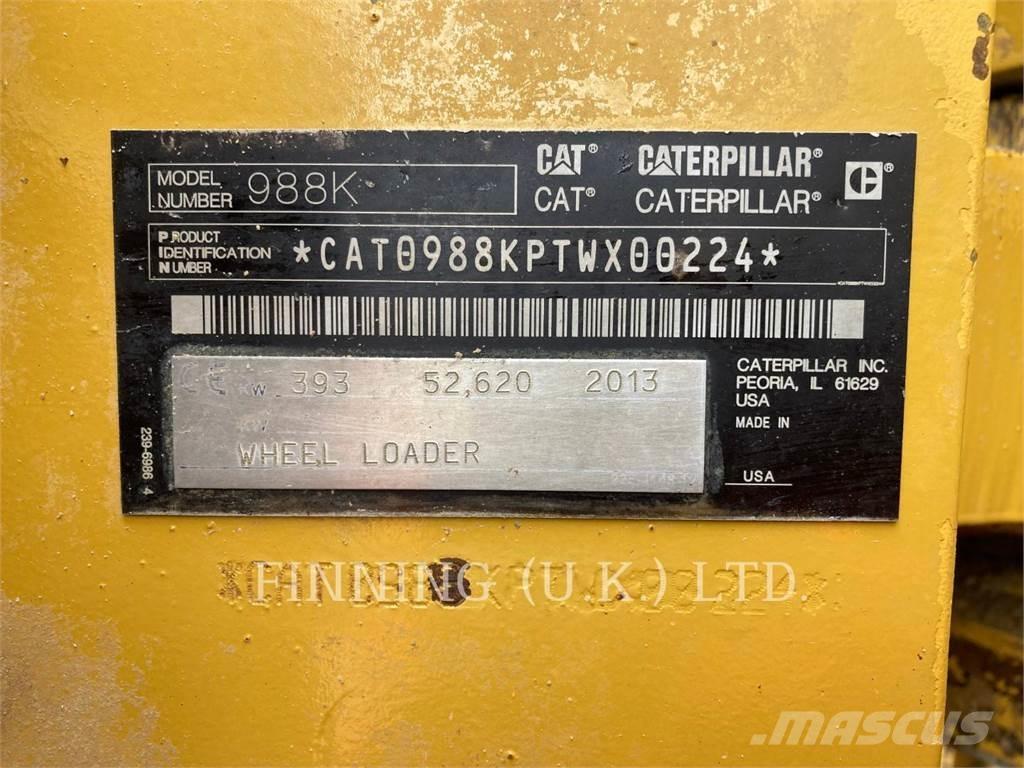 MODEL NUMBER 988K
CAT® CATERPILLAR®
CAT® CATERPILLAR®
PRODUCT IDENTIFICATION NUMBER *CAT0988KPTWX00224*
CE KW 393 52,620 2013
KW
WHEEL LOADER
CATERPILLAR INC.
PEORIA, IL 61629
USA
MADE IN
USA
239-6986 4
FINNING (U.K.) LTD.
MASCUS